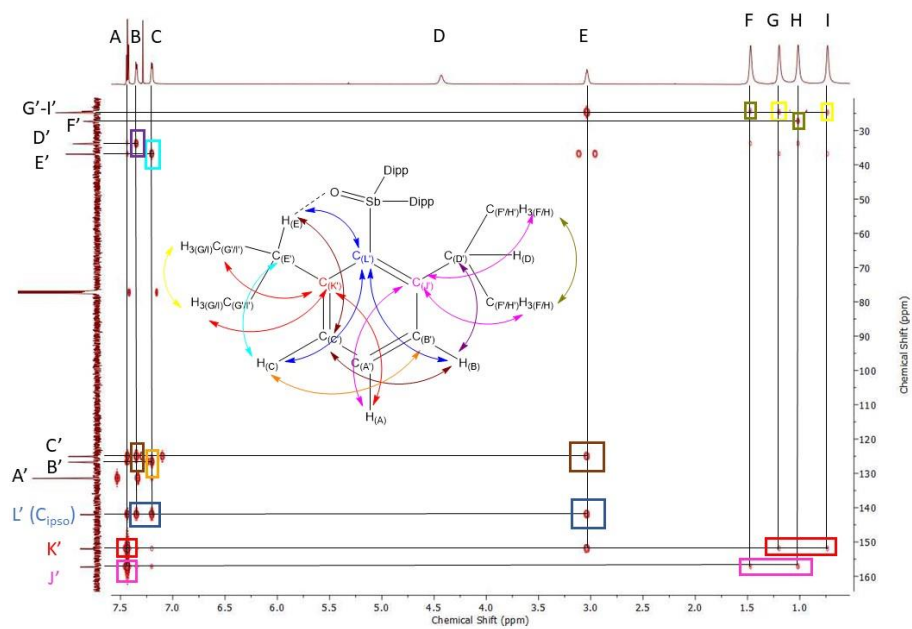 A B C D E F G H I
G'-I'
F'
D'
E'
C'
B'
A'
L' (C_ipso)
K'
J'
Dipp
O Sb Dipp
H(E)
C(F'/H')H3(F/H)
H3(G/I)C(G'/I') C(E') C(L') C(D') H(D)
H3(G/I)C(G'/I') C(K') C(J') C(F'/H')H3(F/H)
C(C') C(B')
H(C) C(A') H(B)
H(A)
30
40
50
60
70
80
90
100
110
120
130
140
150
160
Chemical Shift (ppm)
7.5 7.0 6.5 6.0 5.5 5.0 4.5 4.0 3.5 3.0 2.5 2.0 1.5 1.0
Chemical Shift (ppm)